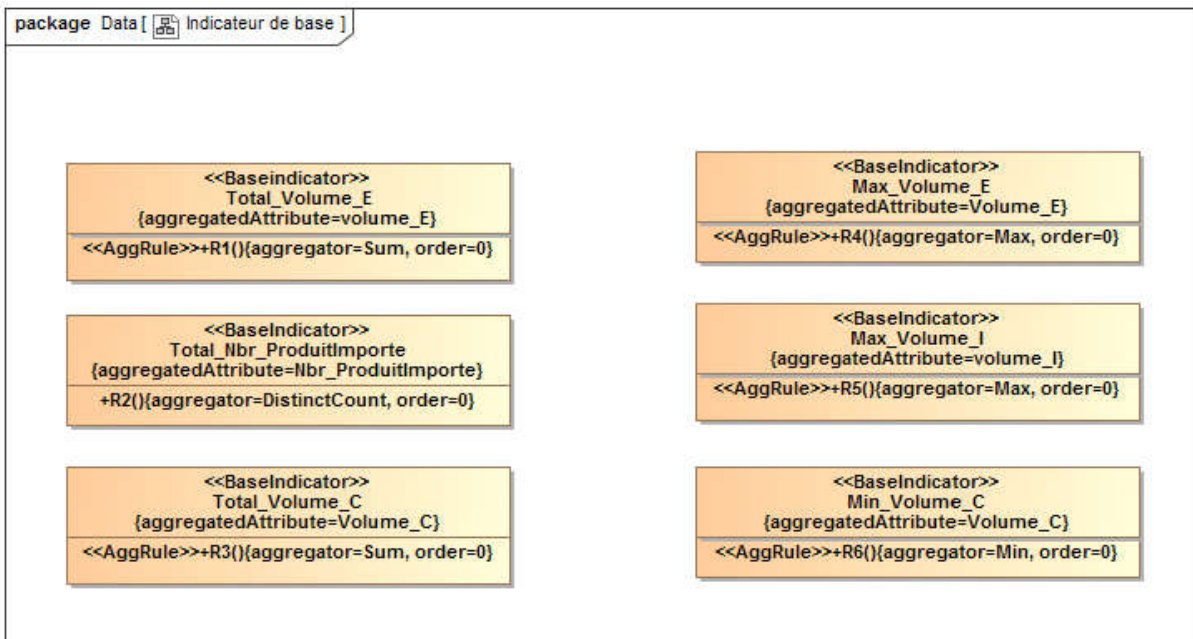 package Data [ Indicateur de base ]
<<Baseindicator>>
Total_Volume_E
{aggregatedAttribute=volume_E}
<<AggRule>>+R1(){aggregator=Sum, order=0}
<<BaseIndicator>>
Total_Nbr_ProduitImporte
{aggregatedAttribute=Nbr_ProduitImporte}
+R2(){aggregator=DistinctCount, order=0}
<<BaseIndicator>>
Total_Volume_C
{aggregatedAttribute=Volume_C}
<<AggRule>>+R3(){aggregator=Sum, order=0}
<<BaseIndicator>>
Max_Volume_E
{aggregatedAttribute=Volume_E}
<<AggRule>>+R4(){aggregator=Max, order=0}
<<BaseIndicator>>
Max_Volume_I
{aggregatedAttribute=volume_I}
<<AggRule>>+R5(){aggregator=Max, order=0}
<<BaseIndicator>>
Min_Volume_C
{aggregatedAttribute=Volume_C}
<<AggRule>>+R6(){aggregator=Min, order=0}